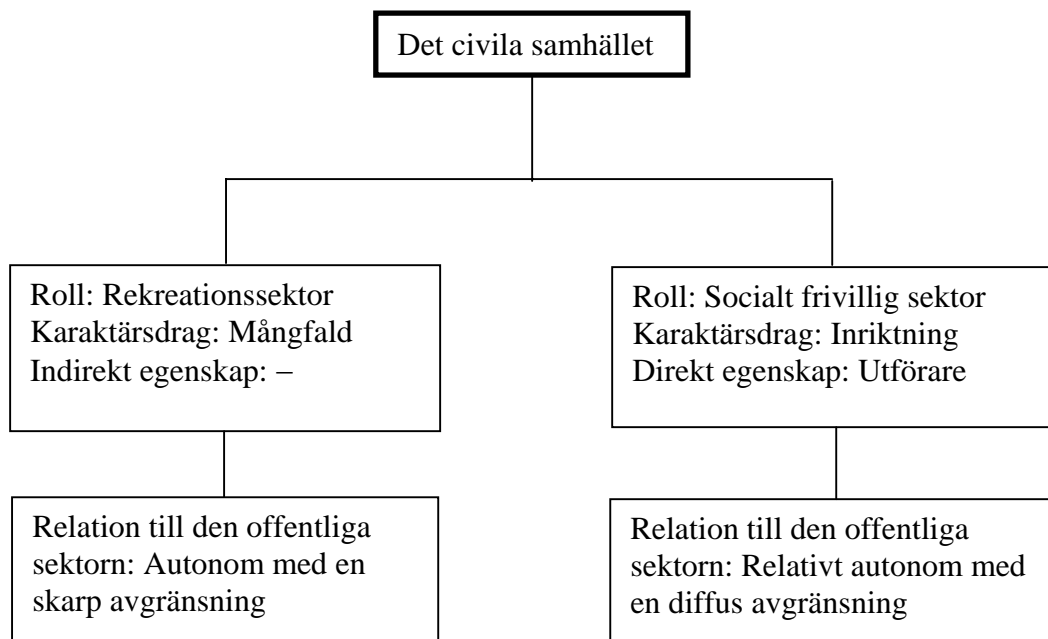 Det civila samhället
Roll: Rekreationssektor
Karaktärsdrag: Mångfald
Indirekt egenskap: –
Roll: Socialt frivillig sektor
Karaktärsdrag: Inriktning
Direkt egenskap: Utförare
Relation till den offentliga
sektorn: Autonom med en
skarp avgränsning
Relation till den offentliga
sektorn: Relativt autonom med
en diffus avgränsning